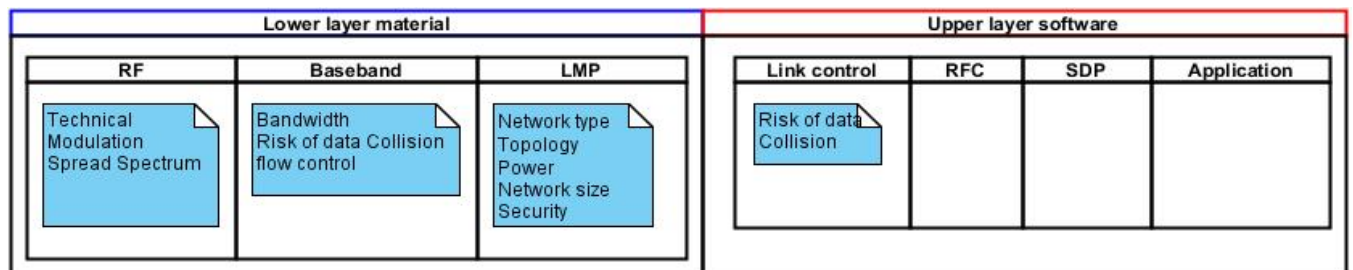 Lower layer material
Upper layer software
RF
Baseband
LMP
Link control
RFC
SDP
Application
Technical
Modulation
Spread Spectrum
Bandwidth
Risk of data Collision
flow control
Network type
Topology
Power
Network size
Security
Risk of data
Collision